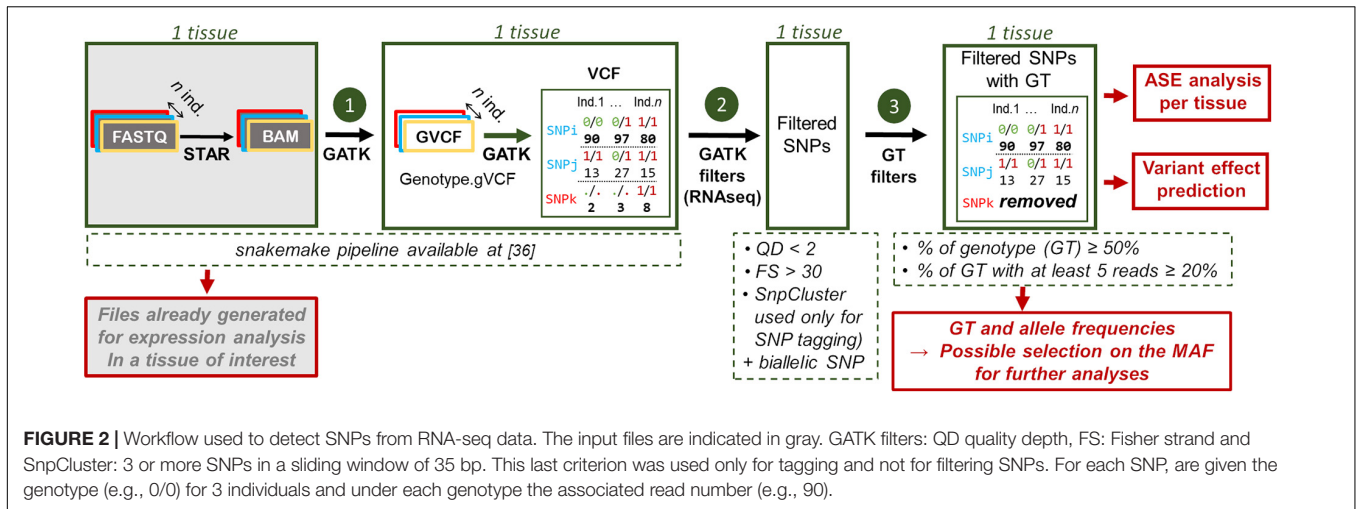 1 tissue
1 tissue
1 tissue
1 tissue
n ind.
FASTQ
STAR
BAM
1
GATK
n ind.
GVCF
GATK
Genotype.gVCF
VCF
Ind.1 ... Ind.n
SNPi 0/0 0/1 1/1
90 97 80
SNPj 1/1 0/1 1/1
13 27 15
SNPk ./. ./. 1/1
2 3 8
2
GATK
filters
(RNAseq)
Filtered
SNPs
3
GT
filters
Filtered SNPs
with GT
Ind.1 ... Ind.n
SNPi 0/0 0/1 1/1
90 97 80
SNPj 1/1 0/1 1/1
13 27 15
SNPk removed
ASE analysis
per tissue
Variant effect
prediction
snakemake pipeline available at [36]
Files already generated
for expression analysis
In a tissue of interest
• QD < 2
• FS > 30
• SnpCluster
used only for
SNP tagging)
+ biallelic SNP
• % of genotype (GT) ≥ 50%
• % of GT with at least 5 reads ≥ 20%
GT and allele frequencies
→ Possible selection on the MAF
for further analyses
FIGURE 2 | Workflow used to detect SNPs from RNA-seq data. The input files are indicated in gray. GATK filters: QD quality depth, FS: Fisher strand and
SnpCluster: 3 or more SNPs in a sliding window of 35 bp. This last criterion was used only for tagging and not for filtering SNPs. For each SNP, are given the
genotype (e.g., 0/0) for 3 individuals and under each genotype the associated read number (e.g., 90).